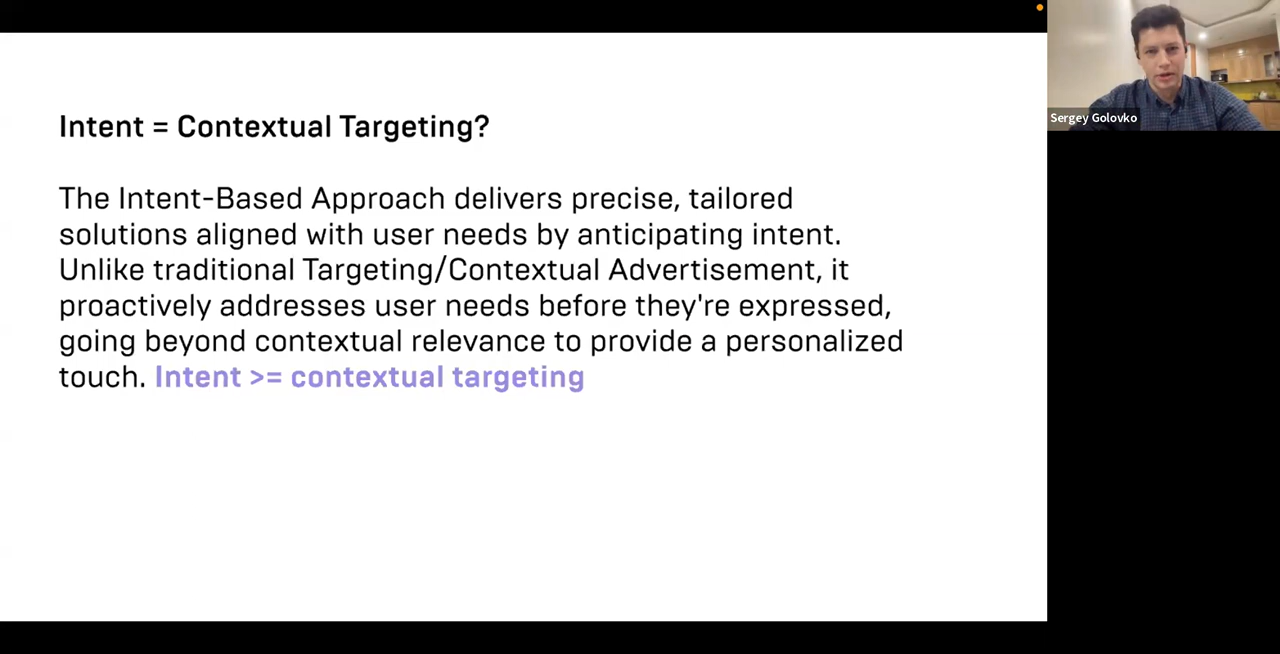 Intent = Contextual Targeting?
The Intent-Based Approach delivers precise, tailored
solutions aligned with user needs by anticipating intent.
Unlike traditional Targeting/Contextual Advertisement, it
proactively addresses user needs before they're expressed,
going beyond contextual relevance to provide a personalized
touch. Intent >= contextual targeting
Sergey Golovko